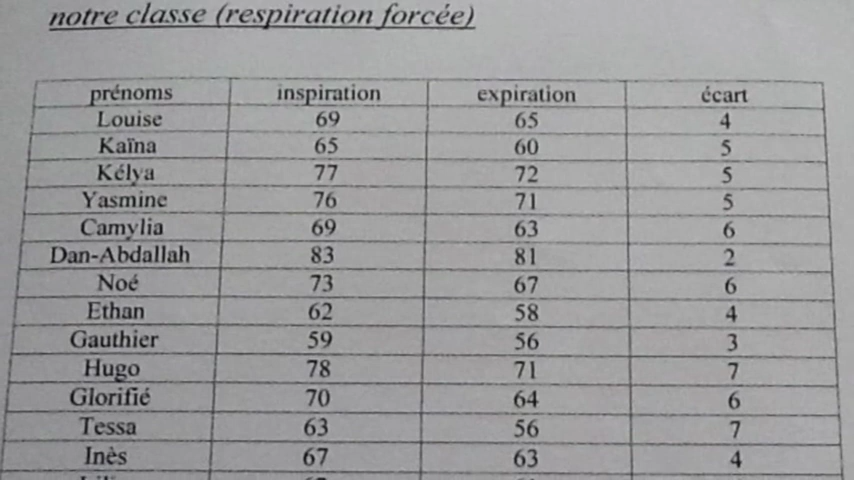 notre classe (respiration forcée)
prénoms inspiration expiration écart
Louise 69 65 4
Kaïna 65 60 5
Kélya 77 72 5
Yasmine 76 71 5
Camylia 69 63 6
Dan-Abdallah 83 81 2
Noé 73 67 6
Ethan 62 58 4
Gauthier 59 56 3
Hugo 78 71 7
Glorifié 70 64 6
Tessa 63 56 7
Inès 67 63 4